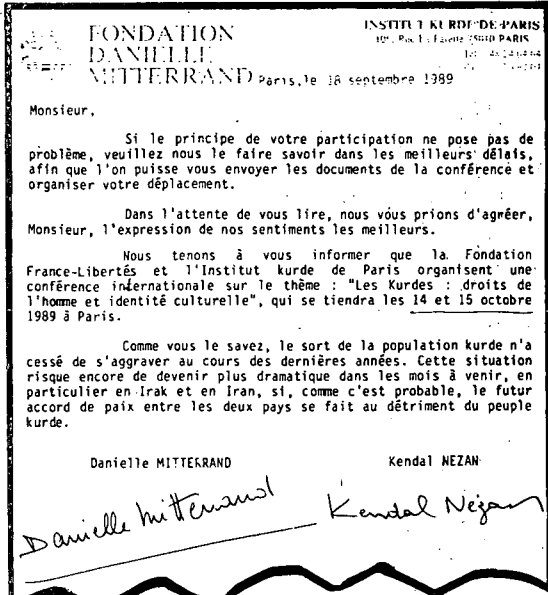 FONDATION
DANIELLE
MITTERRAND
INSTITUT KURDE DE PARIS
75010 PARIS
Paris, le 18 septembre 1989
Monsieur,
Si le principe de votre participation ne pose pas de
problème, veuillez nous le faire savoir dans les meilleurs délais,
afin que l'on puisse vous envoyer les documents de la conférence et
organiser votre déplacement.
Dans l'attente de vous lire, nous vous prions d'agréer,
Monsieur, l'expression de nos sentiments les meilleurs.
Nous tenons à vous informer que la Fondation
France-Libertés et l'Institut kurde de Paris organisent une
conférence internationale sur le thème : "Les Kurdes : droits de
l'homme et identité culturelle", qui se tiendra les 14 et 15 octobre
1989 à Paris.
Comme vous le savez, le sort de la population kurde n'a
cessé de s'aggraver au cours des dernières années. Cette situation
risque encore de devenir plus dramatique dans les mois à venir, en
particulier en Irak et en Iran, si, comme c'est probable, le futur
accord de paix entre les deux pays se fait au détriment du peuple
kurde.
Danielle MITTERRAND
Kendal NEZAN
Danielle Mitterrand
Kendal Nezan